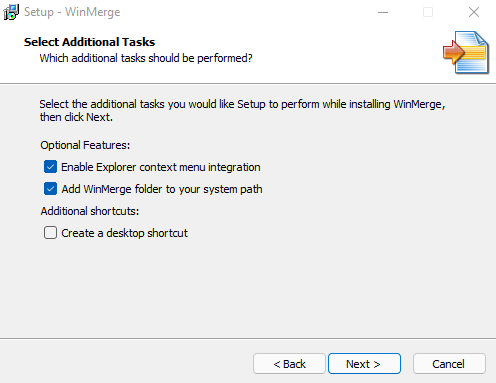 Setup - WinMerge
Select Additional Tasks
Which additional tasks should be performed?
Select the additional tasks you would like Setup to perform while installing WinMerge,
then click Next.
Optional Features:
Enable Explorer context menu integration
Add WinMerge folder to your system path
Additional shortcuts:
Create a desktop shortcut
< Back
Next >
Cancel